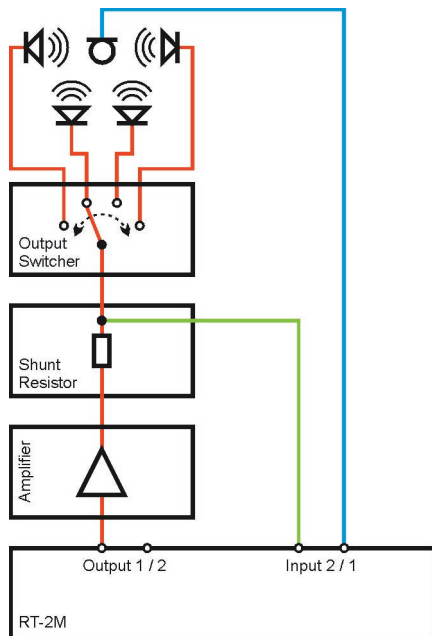 Output
Switcher
Shunt
Resistor
Amplifier
Output 1 / 2
Input 2 / 1
RT-2M